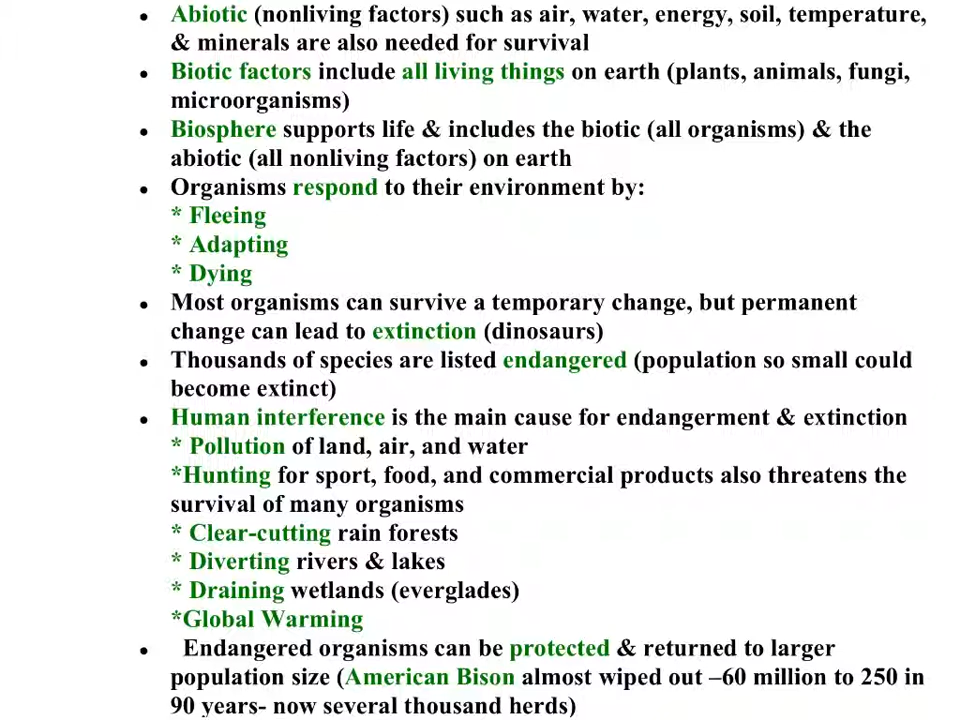 • Abiotic (nonliving factors) such as air, water, energy, soil, temperature,
& minerals are also needed for survival
• Biotic factors include all living things on earth (plants, animals, fungi,
microorganisms)
• Biosphere supports life & includes the biotic (all organisms) & the
abiotic (all nonliving factors) on earth
• Organisms respond to their environment by:
* Fleeing
* Adapting
* Dying
• Most organisms can survive a temporary change, but permanent
change can lead to extinction (dinosaurs)
• Thousands of species are listed endangered (population so small could
become extinct)
• Human interference is the main cause for endangerment & extinction
* Pollution of land, air, and water
*Hunting for sport, food, and commercial products also threatens the
survival of many organisms
* Clear-cutting rain forests
* Diverting rivers & lakes
* Draining wetlands (everglades)
*Global Warming
• Endangered organisms can be protected & returned to larger
population size (American Bison almost wiped out –60 million to 250 in
90 years- now several thousand herds)